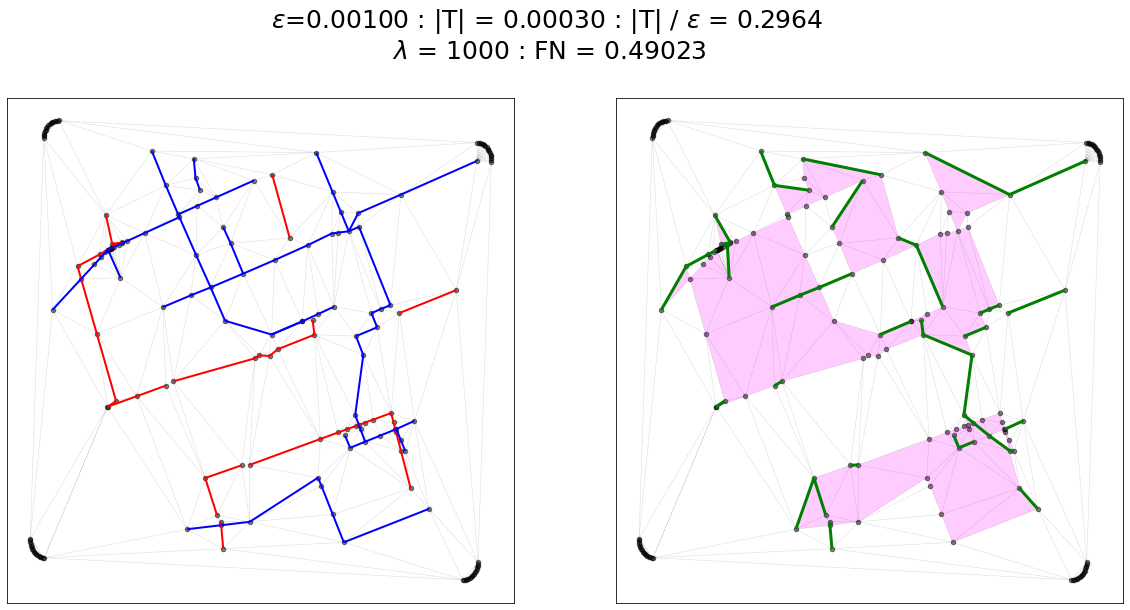 ε=0.00100 : |T| = 0.00030 : |T| / ε = 0.2964
λ = 1000 : FN = 0.49023